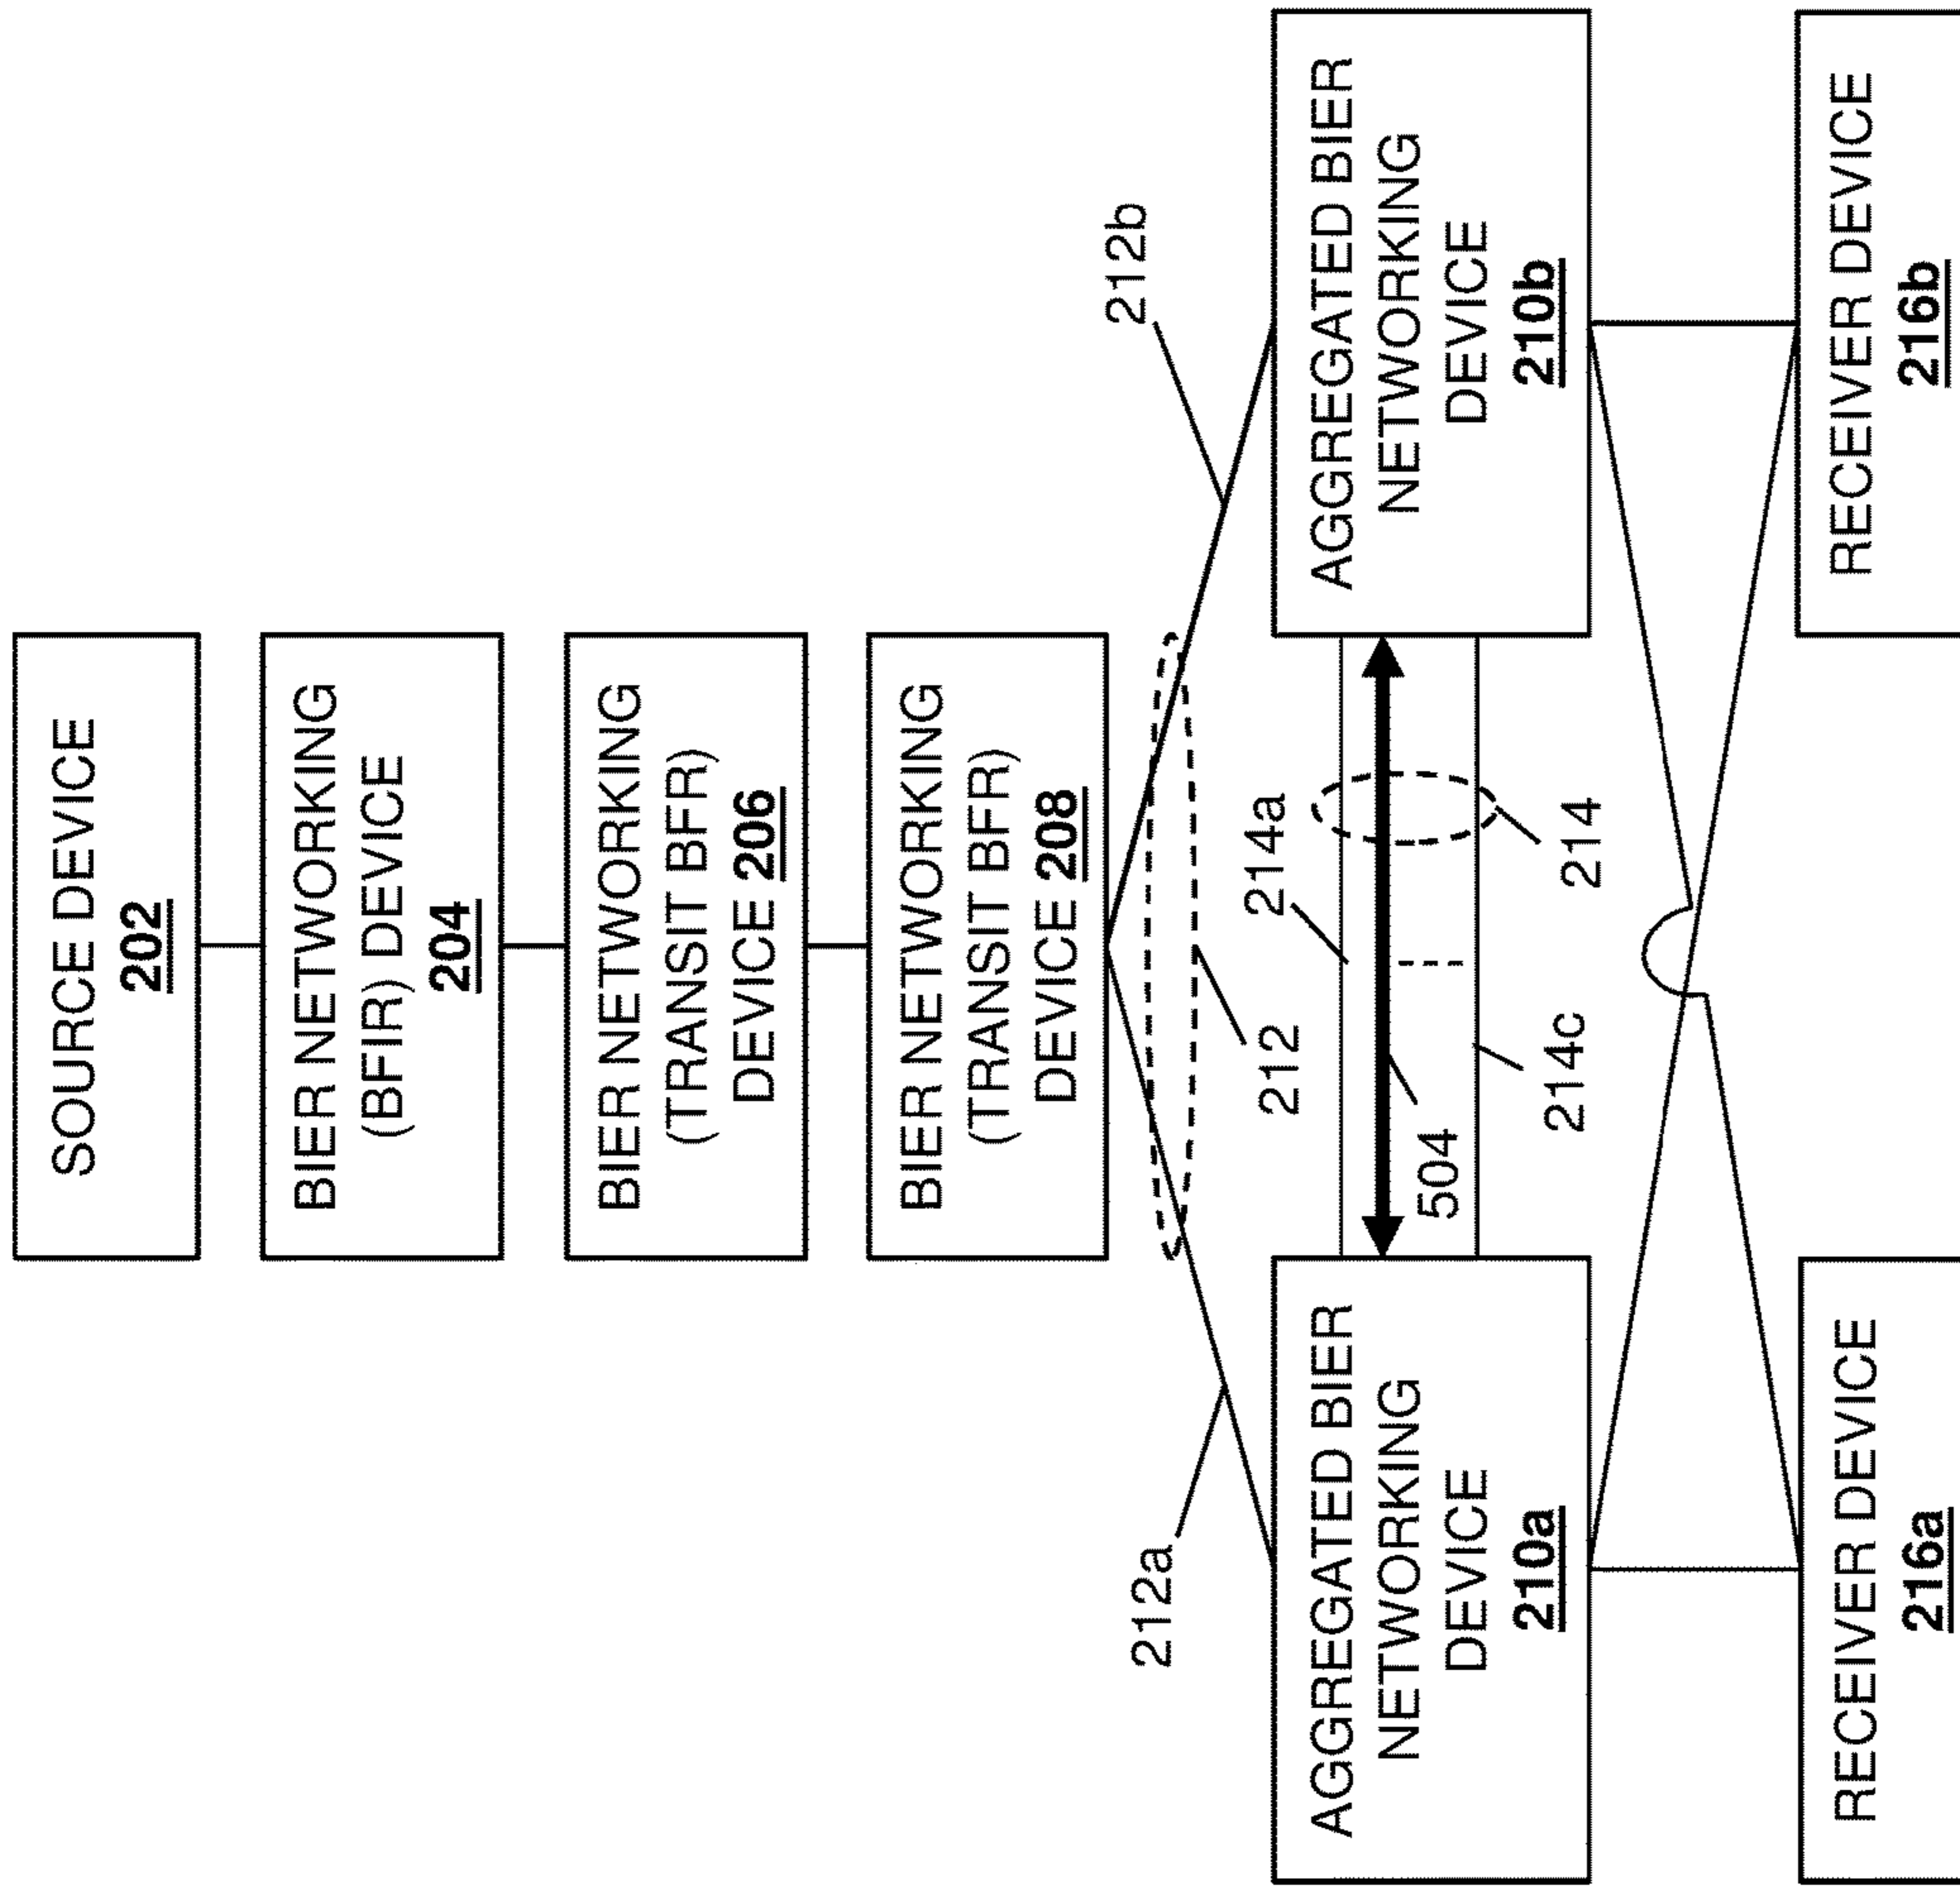 SOURCE DEVICE
202
BIER NETWORKING
(BFIR) DEVICE
204
BIER NETWORKING
(TRANSIT BFR)
DEVICE 206
BIER NETWORKING
(TRANSIT BFR)
DEVICE 208
212a
212
212b
AGGREGATED BIER
NETWORKING
DEVICE
210a
214a
504
214c
214
AGGREGATED BIER
NETWORKING
DEVICE
210b
RECEIVER DEVICE
216a
RECEIVER DEVICE
216b